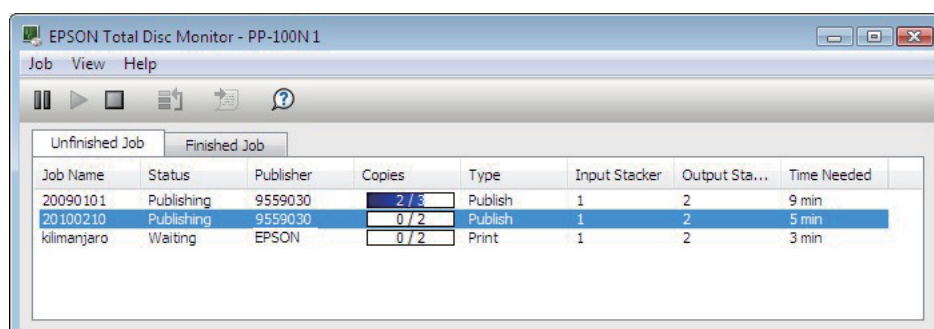 EPSON Total Disc Monitor - PP-100N 1
Job View Help
Unfinished Job Finished Job
Job Name Status Publisher Copies Type Input Stacker Output Sta... Time Needed
20090101 Publishing 9559030 2 / 3 Publish 1 2 9 min
20100210 Publishing 9559030 0 / 2 Publish 1 2 5 min
kilimanjaro Waiting EPSON 0 / 2 Print 1 2 3 min